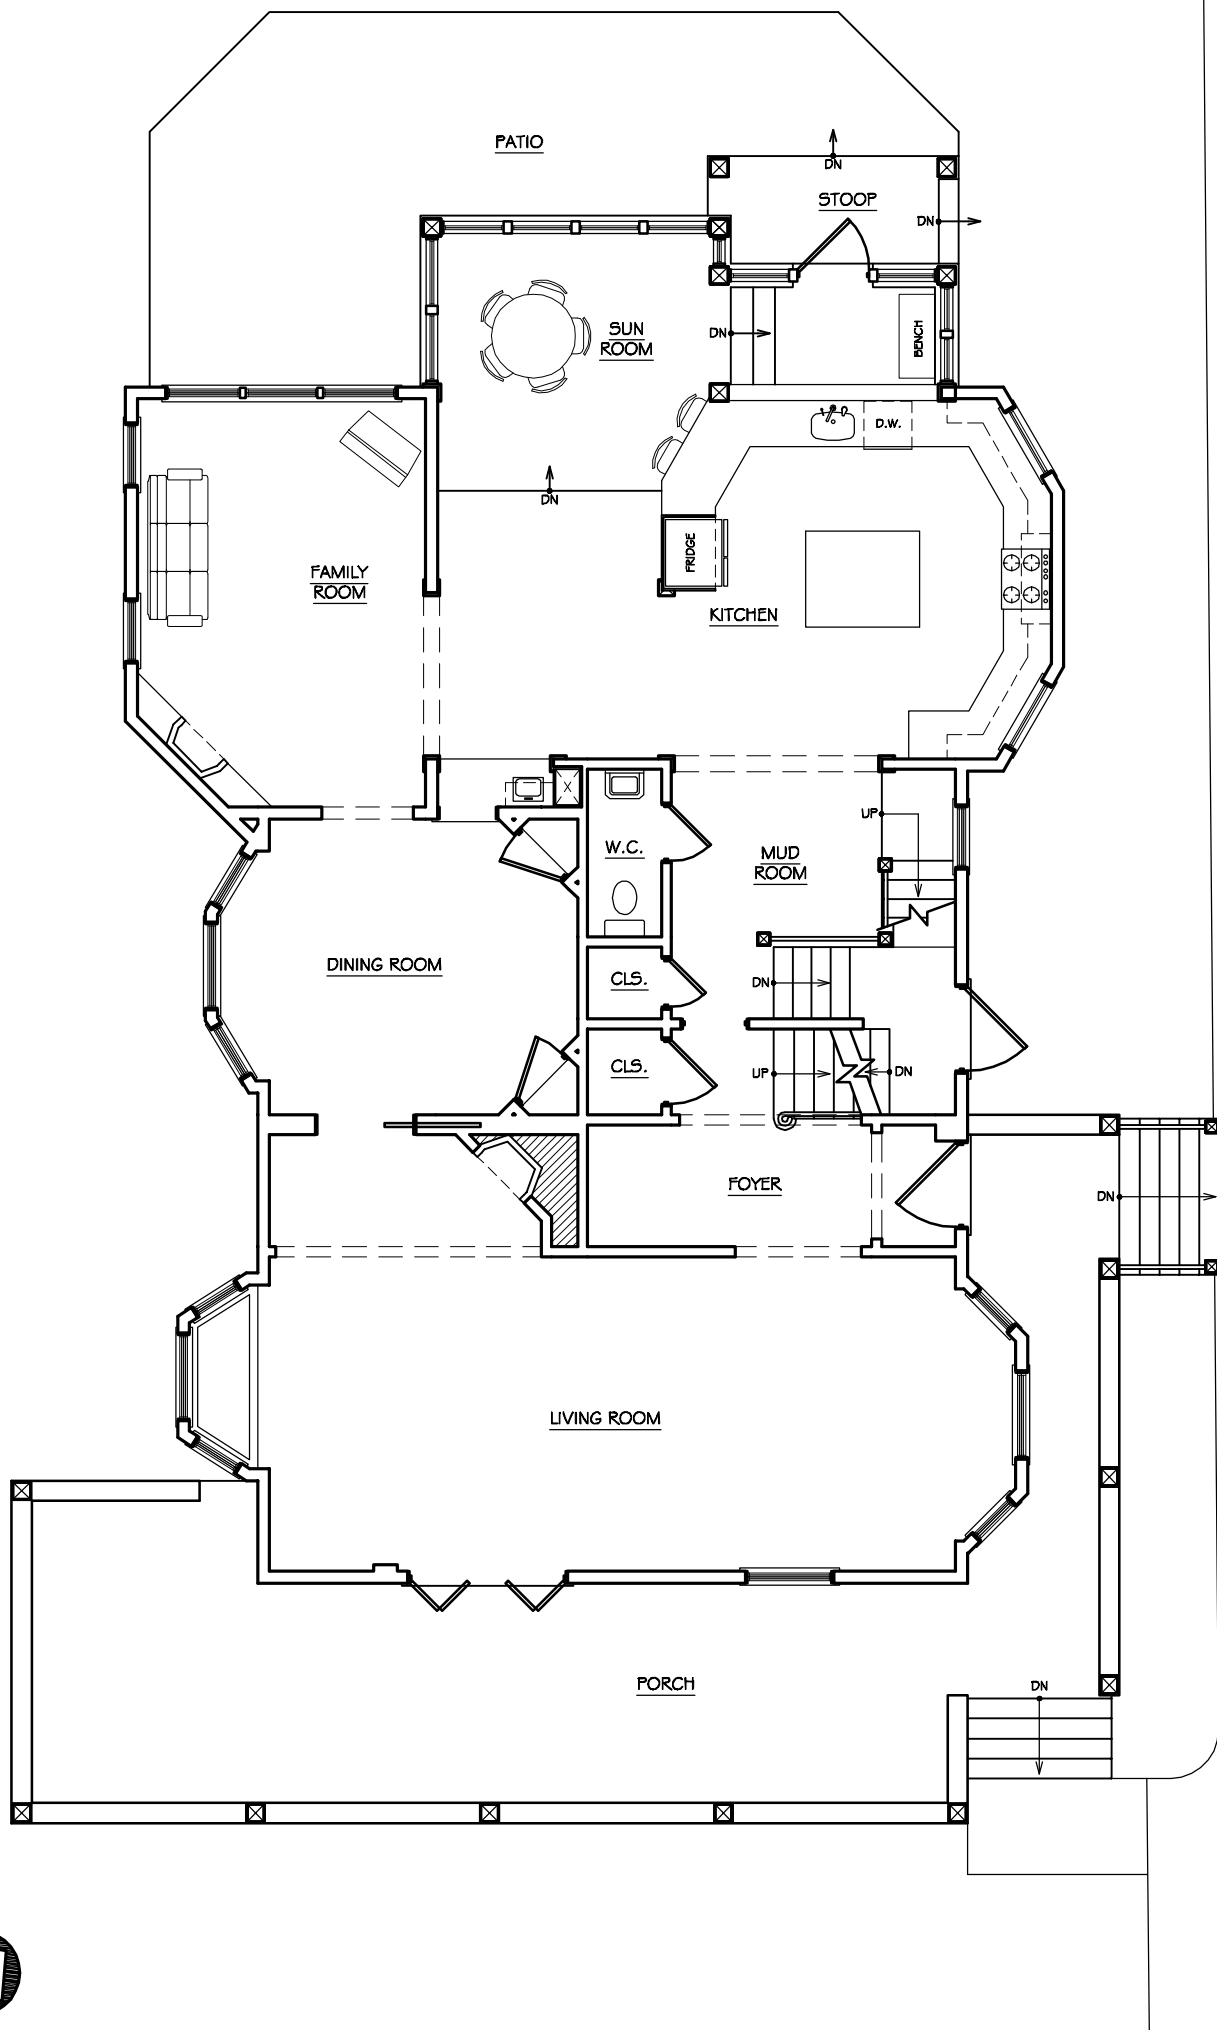 PATIO
DN
STOOP
DN
SUN
ROOM
DN
BENCH
D.W.
DN
FRIDGE
FAMILY
ROOM
KITCHEN
UP
W.C.
MUD
ROOM
DINING ROOM
CLS.
DN
CLS.
UP
DN
FOYER
DN
LIVING ROOM
PORCH
DN